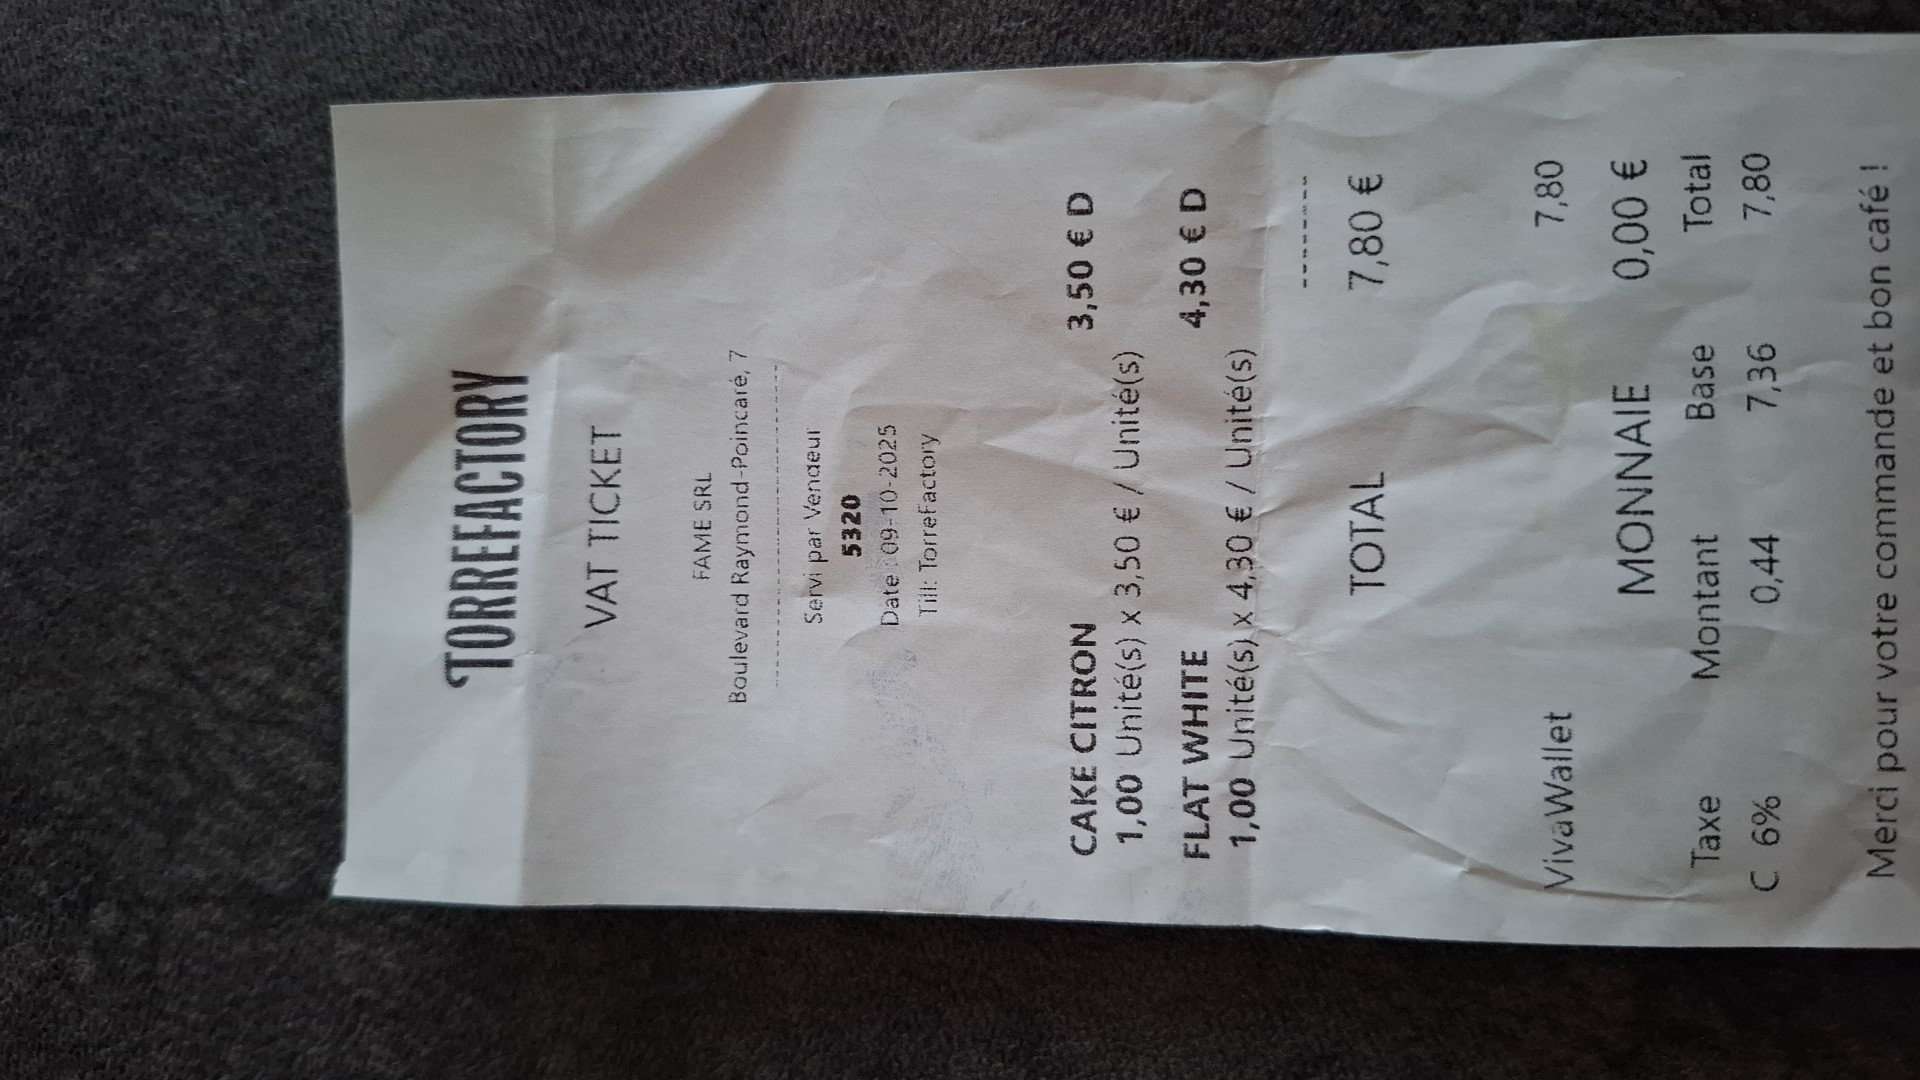 TORREFACTORY
VAT TICKET
FAME SRL
Boulevard Raymond-Poincaré, 7
--------------------------------
Servi par Vendeur
5320
Date 09-10-2025
Till: TorreFactory
CAKE CITRON 3,50 € D
1,00 Unité(s) x 3,50 € / Unité(s)
FLAT WHITE 4,30 € D
1,00 Unité(s) x 4,30 € / Unité(s)
--------
TOTAL 7,80 €
VivaWallet 7,80
MONNAIE 0,00 €
Taxe Montant Base Total
C 6% 0,44 7,36 7,80
Merci pour votre commande et bon café !